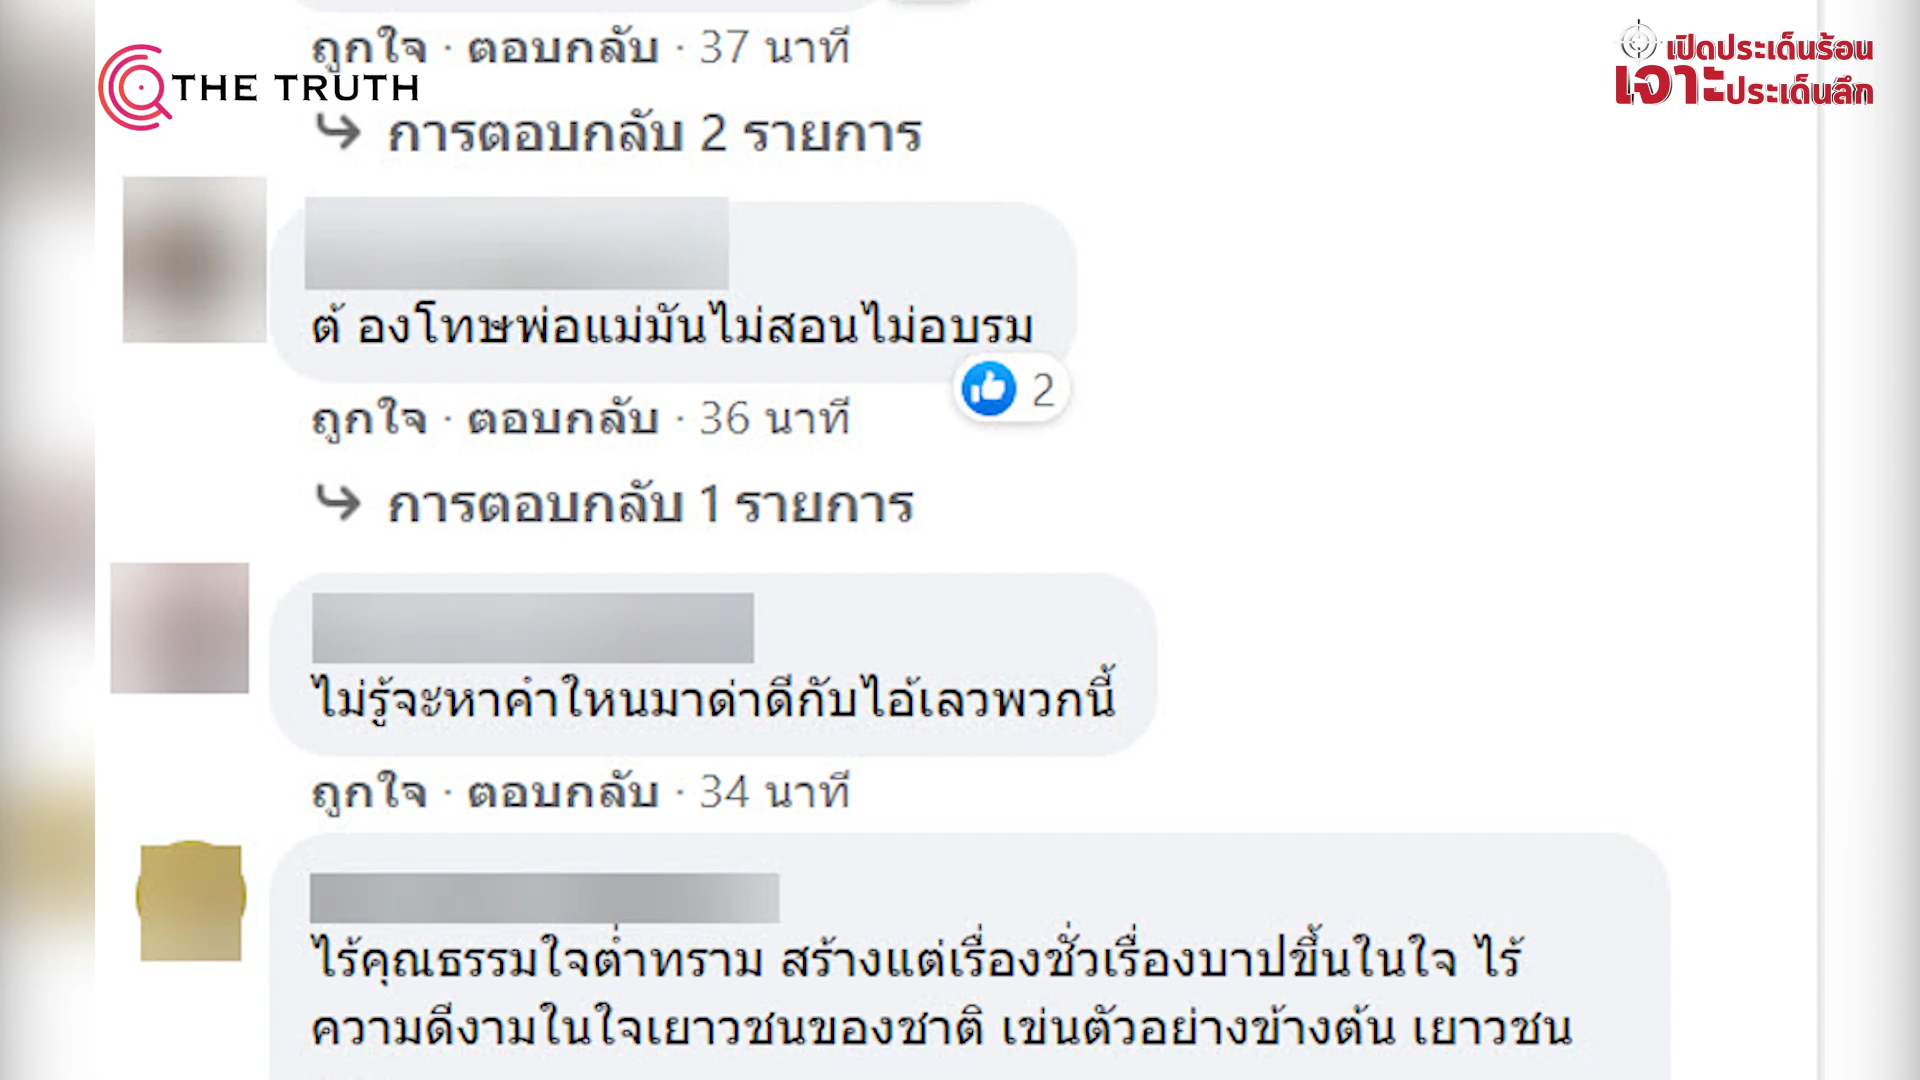 ถูกใจ · ตอบกลับ · 37 นาที
THE TRUTH
เปิดประเด็นร้อน
เจาะประเด็นลึก
การตอบกลับ 2 รายการ
ต้ องโทษพ่อแม่มันไม่สอนไม่อบรม
2
ถูกใจ · ตอบกลับ · 36 นาที
การตอบกลับ 1 รายการ
ไม่รู้จะหาคำใหนมาด่าดีกับไอ้เลวพวกนี้
ถูกใจ · ตอบกลับ · 34 นาที
ไร้คุณธรรมใจต่ำทราม สร้างแต่เรื่องชั่วเรื่องบาปขึ้นในใจ ไร้
ความดีงามในใจเยาวชนของชาติ เข่นตัวอย่างข้างต้น เยาวชน